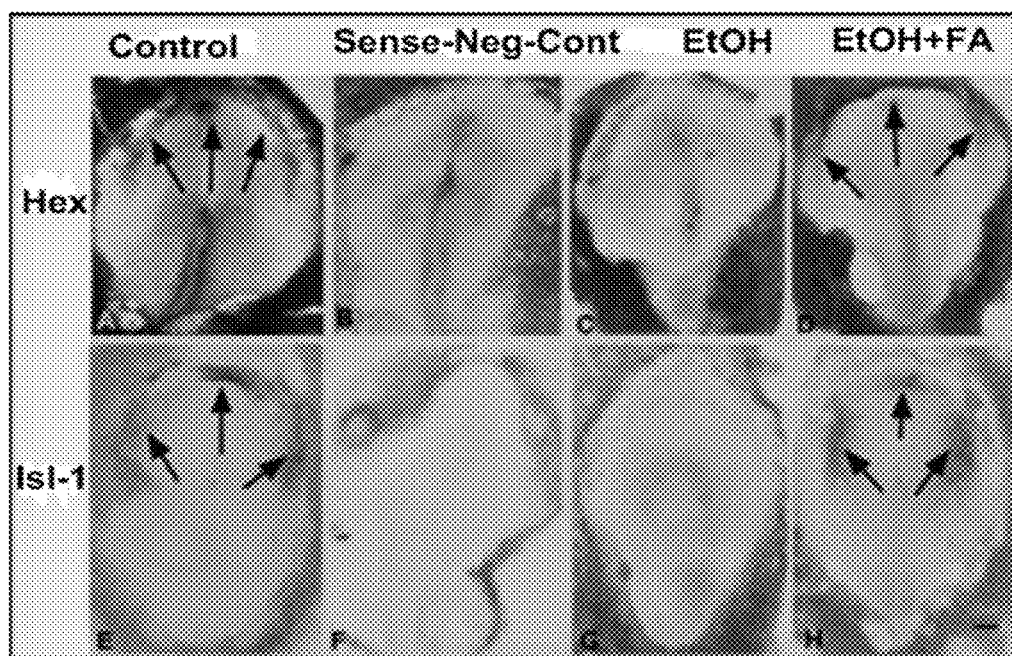 Control Sense-Neg-Cont EtOH EtOH+FA
Hex
A B C D
Isl-1
E F G H